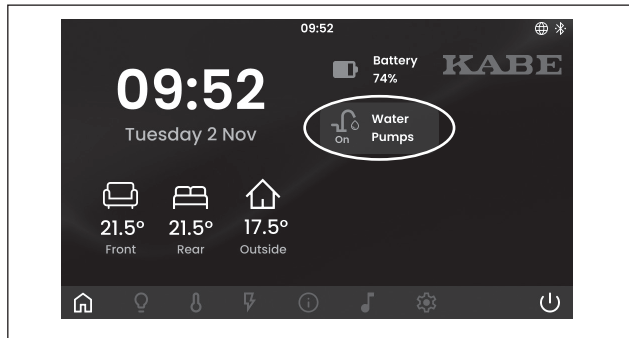 09:52
09:52
Tuesday 2 Nov
Battery
74%
KABE
On
Water
Pumps
21.5°
21.5°
17.5°
Front
Rear
Outside